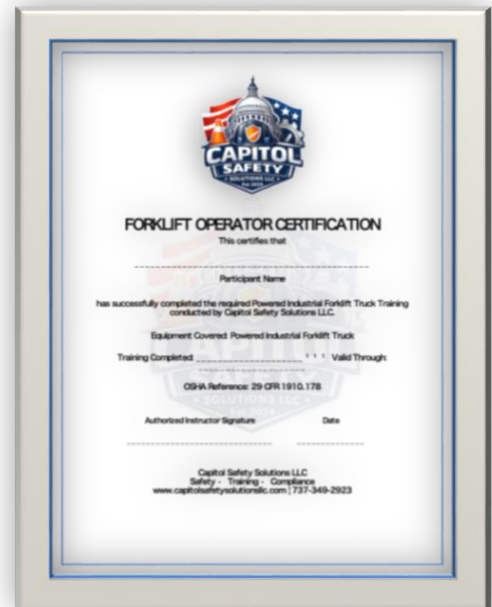 CAPITOL
SAFETY
SOLUTIONS LLC
FORKLIFT OPERATOR CERTIFICATION
This certifies that
Participant Name
has successfully completed the required Powered Industrial Forklift Truck Training
conducted by Capitol Safety Solutions LLC.
Equipment Covered: Powered Industrial Forklift Truck
Training Completed: Valid Through:
OSHA Reference: 29 CFR 1910.178
SOLUTIONS LLC
Authorized Instructor Signature Date
Capitol Safety Solutions LLC
Safety - Training - Compliance
www.capitolsafetysolutionsllc.com | 737-349-2923